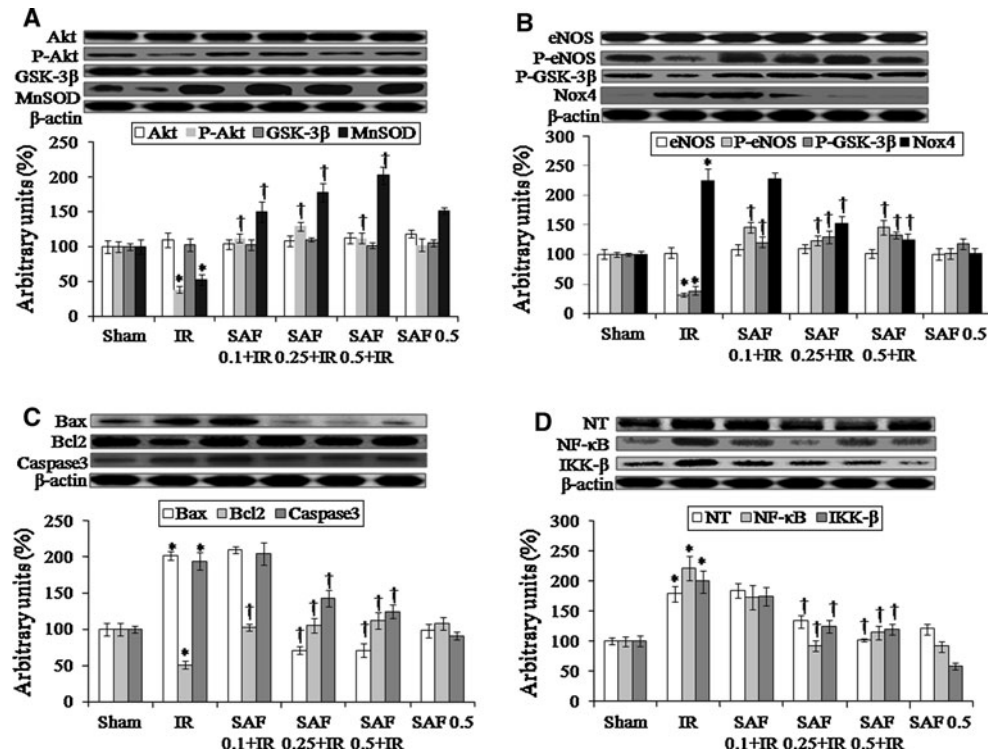 A
Akt
P-Akt
GSK-3β
MnSOD
β-actin
Akt P-Akt GSK-3β MnSOD
Arbitrary units (%)
250
200
150
100
50
0
* *
† † † † † †
Sham IR SAF SAF SAF SAF 0.5
0.1+IR 0.25+IR 0.5+IR
B
eNOS
P-eNOS
P-GSK-3β
Nox4
β-actin
eNOS P-eNOS P-GSK-3β Nox4
Arbitrary units (%)
300
250
200
150
100
50
0
* * *
† † † † † † † †
Sham IR SAF SAF SAF SAF 0.5
0.1+IR 0.25+IR 0.5+IR
C
Bax
Bcl2
Caspase3
β-actin
Bax Bcl2 Caspase3
Arbitrary units (%)
250
200
150
100
50
0
* * *
† † † † † † †
Sham IR SAF SAF SAF SAF 0.5
0.1+IR 0.25+IR 0.5+IR
D
NT
NF-κB
IKK-β
β-actin
NT NF-κB IKK-β
Arbitrary units (%)
300
250
200
150
100
50
0
* * *
† † † † † †
Sham IR SAF SAF SAF SAF 0.5
0.1+IR 0.25+IR 0.5+IR